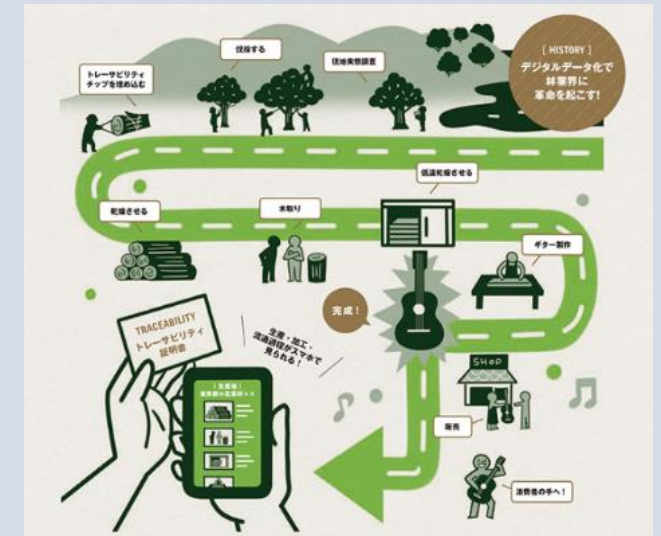 [ HISTORY ]
デジタルデータ化で
林業界に
革命を起こす!
現地実態調査
伐採する
トレーサビリティ
チップを埋め込む
乾燥させる
木取り
低温乾燥させる
ギター製作
完成!
SHOP
販売
消費者の手へ!
生産・加工・
流通過程がスマホで
見られる!
TRACEABILITY
トレーサビリティ
証明書